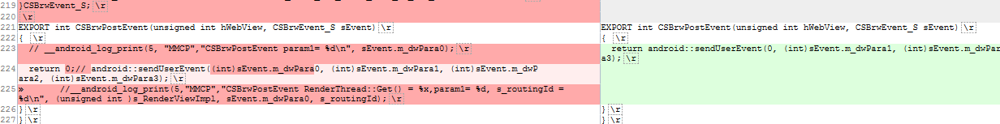 219 }CSBrwEvent_S; \r
220 \r
221 EXPORT int CSBrwPostEvent(unsigned int hWebView, CSBrwEvent_S sEvent)\r
222 { \r
223 // __android_log_print(5, "MMCP","CSBrwPostEvent param1= %d\n", sEvent.m_dwPara0); \r
224 return 0;// android::sendUserEvent((int)sEvent.m_dwPara0, (int)sEvent.m_dwPara1, (int)sEvent.m_dwP
ara2, (int)sEvent.m_dwPara3); \r
225 » //__android_log_print(5,"MMCP","CSBrwPostEvent RenderThread::Get() = %x,param1= %d, s_routingId =
%d\n", (unsigned int )s_RenderViewImpl, sEvent.m_dwPara0, s_routingId); \r
226 }\r
227 }\r
EXPORT int CSBrwPostEvent(unsigned int hWebView, CSBrwEvent_S sEvent)\r
{ \r
return android::sendUserEvent(0, (int)sEvent.m_dwPara1, (int)sEvent.m_dwPar
a3); \r
}\r
}\r